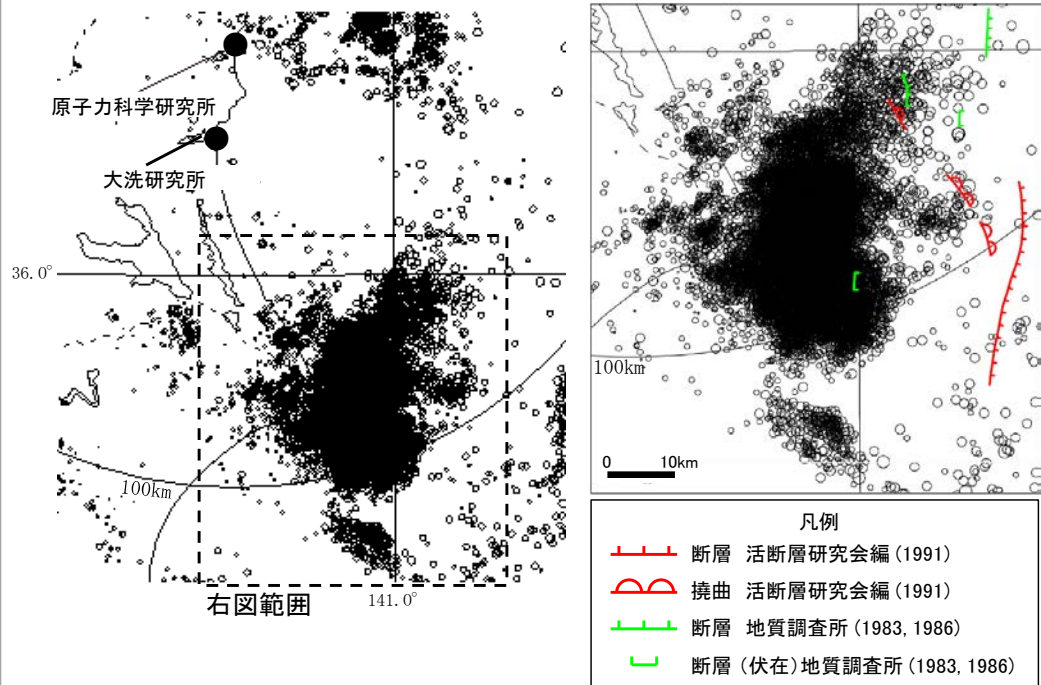 原子力科学研究所
大洗研究所
36.0°
100km
右図範囲
141.0°
100km
0 10km
凡例
断層 活断層研究会編(1991)
撓曲 活断層研究会編(1991)
断層 地質調査所(1983,1986)
断層(伏在)地質調査所(1983,1986)